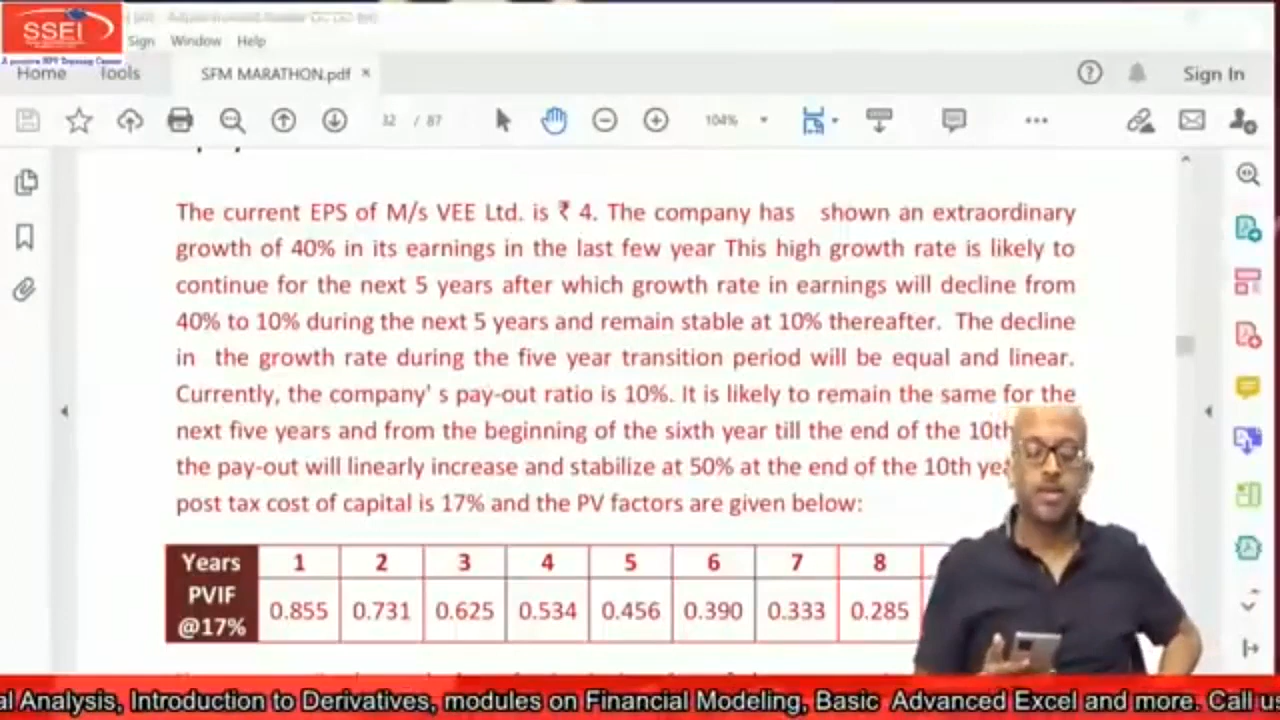 SSEI
Sign Window Help
Home Tools SFM MARATHON.pdf × Sign In
32 / 87 104%
The current EPS of M/s VEE Ltd. is ₹ 4. The company has shown an extraordinary
growth of 40% in its earnings in the last few year This high growth rate is likely to
continue for the next 5 years after which growth rate in earnings will decline from
40% to 10% during the next 5 years and remain stable at 10% thereafter. The decline
in the growth rate during the five year transition period will be equal and linear.
Currently, the company' s pay-out ratio is 10%. It is likely to remain the same for the
next five years and from the beginning of the sixth year till the end of the 10th
the pay-out will linearly increase and stabilize at 50% at the end of the 10th
post tax cost of capital is 17% and the PV factors are given below:
Years 1 2 3 4 5 6 7 8
PVIF
@17% 0.855 0.731 0.625 0.534 0.456 0.390 0.333 0.285
Analysis, Introduction to Derivatives, modules on Financial Modeling, Basic Advanced Excel and more. Call